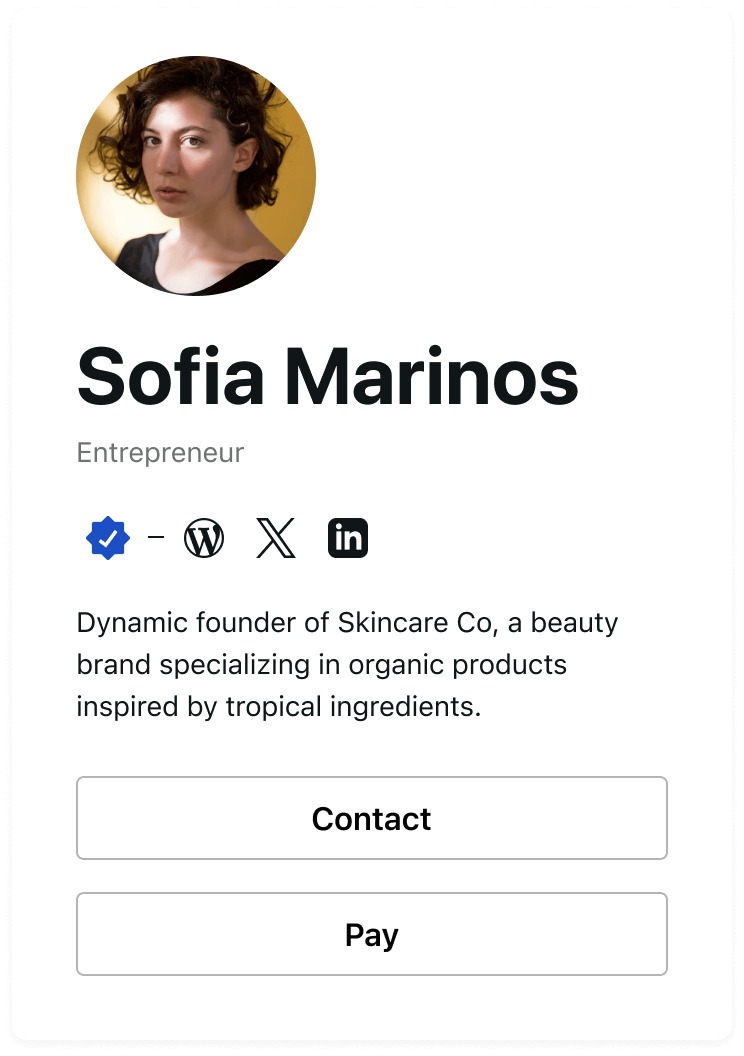 Sofia Marinos
Entrepreneur
in
Dynamic founder of Skincare Co, a beauty
brand specializing in organic products
inspired by tropical ingredients.
Contact
Pay